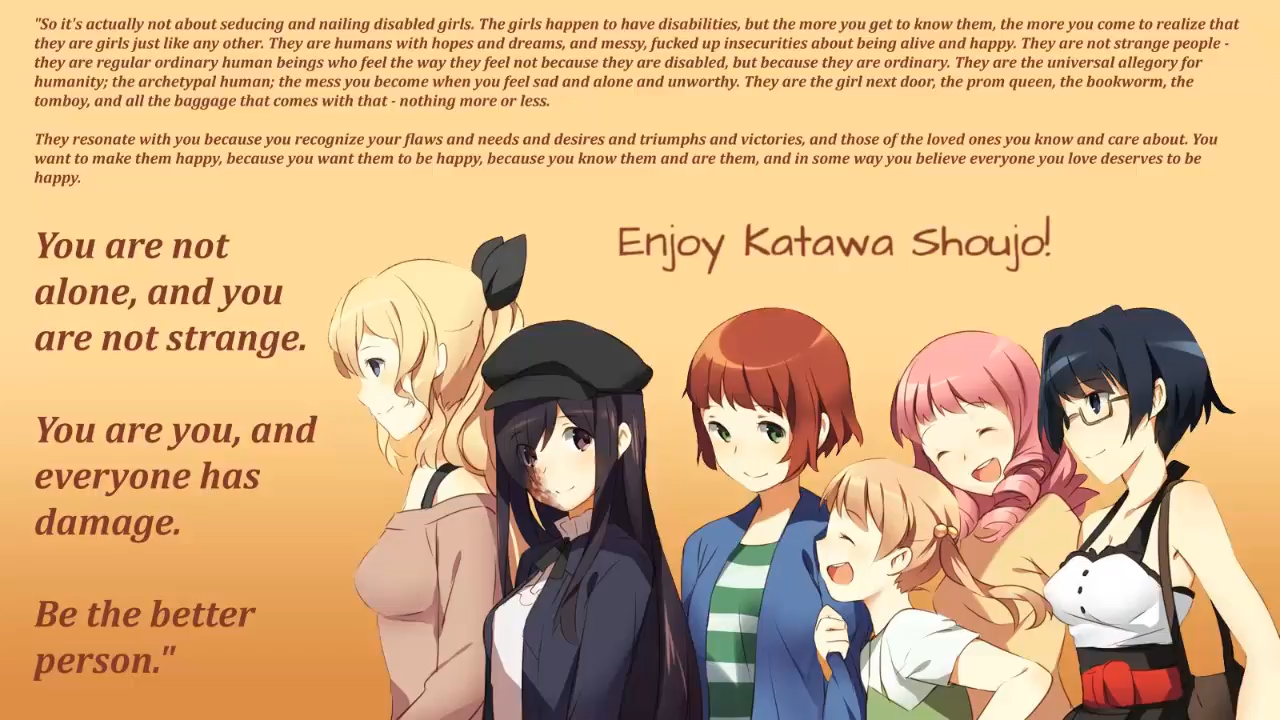 "So it's actually not about seducing and nailing disabled girls. The girls happen to have disabilities, but the more you get to know them, the more you come to realize that
they are girls just like any other. They are humans with hopes and dreams, and messy, fucked up insecurities about being alive and happy. They are not strange people -
they are regular ordinary human beings who feel the way they feel not because they are disabled, but because they are ordinary. They are the universal allegory for
humanity; the archetypal human; the mess you become when you feel sad and alone and unworthy. They are the girl next door, the prom queen, the bookworm, the
tomboy, and all the baggage that comes with that - nothing more or less.
They resonate with you because you recognize your flaws and needs and desires and triumphs and victories, and those of the loved ones you know and care about. You
want to make them happy, because you want them to be happy, because you know them and are them, and in some way you believe everyone you love deserves to be
happy.
Enjoy Katawa Shoujo!
You are not
alone, and you
are not strange.
You are you, and
everyone has
damage.
Be the better
person."